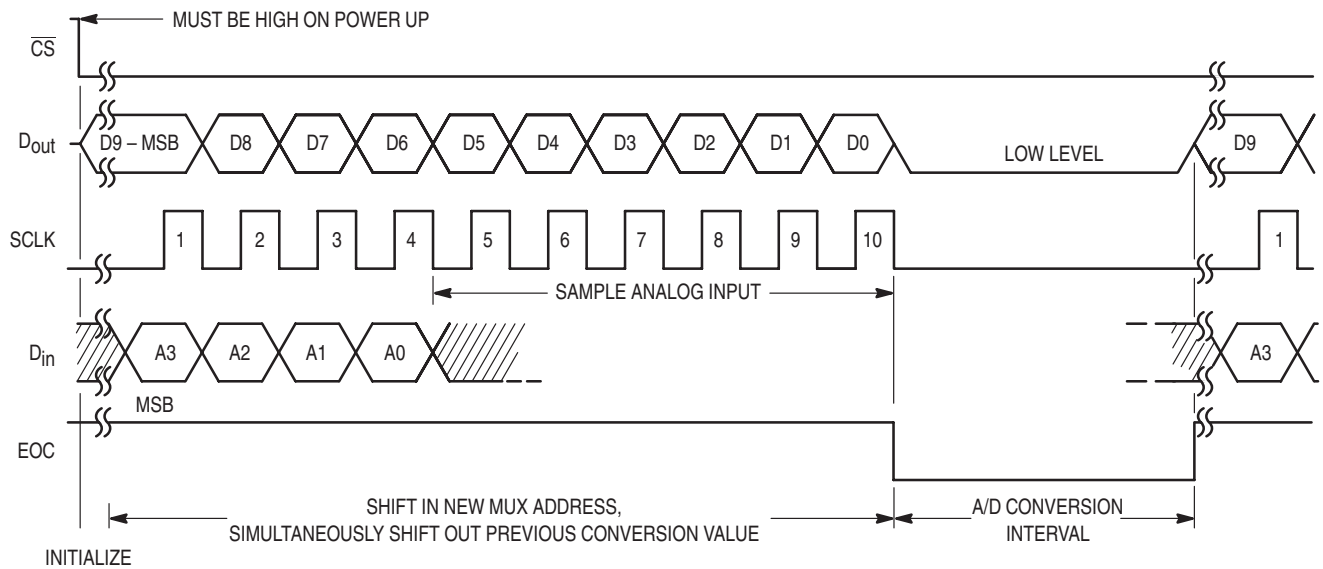 MUST BE HIGH ON POWER UP
CS
Dout
D9 – MSB
D8
D7
D6
D5
D4
D3
D2
D1
D0
LOW LEVEL
D9
SCLK
1
2
3
4
5
6
7
8
9
10
1
SAMPLE ANALOG INPUT
Din
A3
A2
A1
A0
A3
MSB
EOC
SHIFT IN NEW MUX ADDRESS,
SIMULTANEOUSLY SHIFT OUT PREVIOUS CONVERSION VALUE
A/D CONVERSION
INTERVAL
INITIALIZE